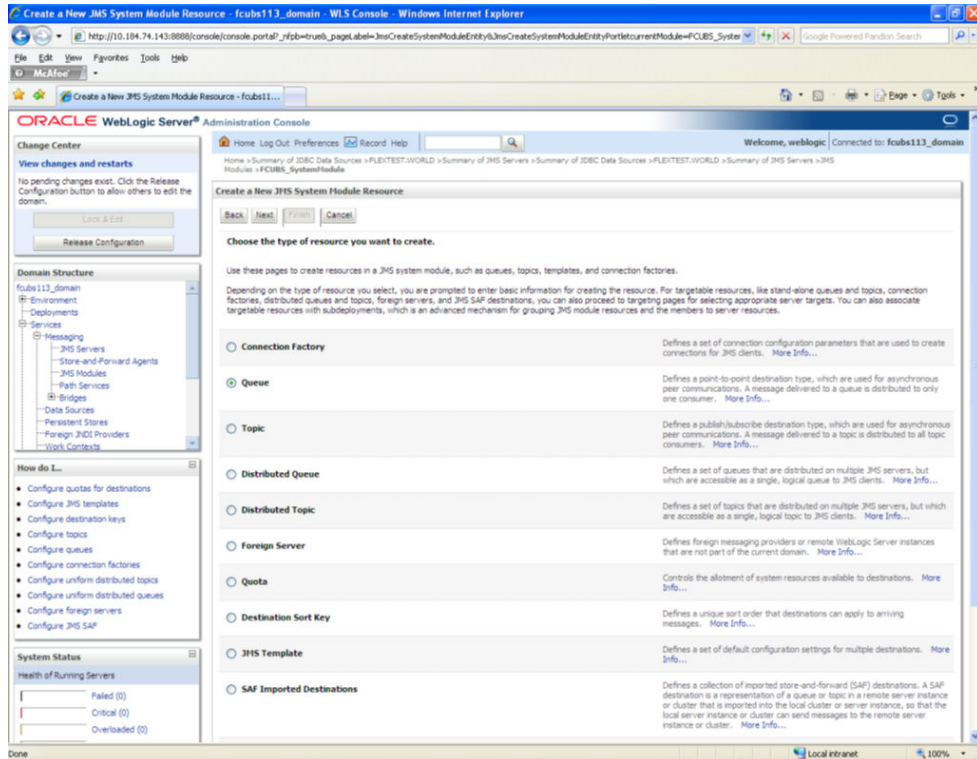 Create a New JMS System Module Resource - fcubs113_domain - WLS Console - Windows Internet Explorer
http://10.184.74.143:8888/console/console.portal?_nfpb=true&_pageLabel=JmsCreateSystemModuleEntity&JmsCreateSystemModuleEntityPortletcurrentModule=FCUBS_System
Google Powered Pandion Search
File Edit View Favorites Tools Help
McAfee
Create a New JMS System Module Resource - fcubs11...
Page Tools
ORACLE WebLogic Server® Administration Console
Change Center
View changes and restarts
No pending changes exist. Click the Release
Configuration button to allow others to edit the
domain.
Lock & Edit
Release Configuration
Domain Structure
fcubs113_domain
Environment
Deployments
Services
Messaging
JMS Servers
Store-and-Forward Agents
JMS Modules
Path Services
Bridges
Data Sources
Persistent Stores
Foreign JNDI Providers
Work Contexts
How do I...
Configure quotas for destinations
Configure JMS templates
Configure destination keys
Configure topics
Configure queues
Configure connection factories
Configure uniform distributed topics
Configure uniform distributed queues
Configure foreign servers
Configure JMS SAF
System Status
Health of Running Servers
Failed (0)
Critical (0)
Overloaded (0)
Home Log Out Preferences Record Help
Welcome, weblogic Connected to: fcubs113_domain
Home >Summary of JDBC Data Sources >FLEXTEST.WORLD >Summary of JMS Servers >Summary of JDBC Data Sources >FLEXTEST.WORLD >Summary of JMS Servers >JMS
Modules >FCUBS_SystemModule
Create a New JMS System Module Resource
Back Next Finish Cancel
Choose the type of resource you want to create.
Use these pages to create resources in a JMS system module, such as queues, topics, templates, and connection factories.
Depending on the type of resource you select, you are prompted to enter basic information for creating the resource. For targetable resources, like stand-alone queues and topics, connection
factories, distributed queues and topics, foreign servers, and JMS SAF destinations, you can also proceed to targeting pages for selecting appropriate server targets. You can also associate
targetable resources with subdeployments, which is an advanced mechanism for grouping JMS module resources and the members to server resources.
Connection Factory
Defines a set of connection configuration parameters that are used to create
connections for JMS clients. More Info...
Queue
Defines a point-to-point destination type, which are used for asynchronous
peer communications. A message delivered to a queue is distributed to only
one consumer. More Info...
Topic
Defines a publish/subscribe destination type, which are used for asynchronous
peer communications. A message delivered to a topic is distributed to all topic
consumers. More Info...
Distributed Queue
Defines a set of queues that are distributed on multiple JMS servers, but
which are accessible as a single, logical queue to JMS clients. More Info...
Distributed Topic
Defines a set of topics that are distributed on multiple JMS servers, but which
are accessible as a single, logical topic to JMS clients. More Info...
Foreign Server
Defines foreign messaging providers or remote WebLogic Server instances
that are not part of the current domain. More Info...
Quota
Controls the allotment of system resources available to destinations. More
Info...
Destination Sort Key
Defines a unique sort order that destinations can apply to arriving
messages. More Info...
JMS Template
Defines a set of default configuration settings for multiple destinations. More
Info...
SAF Imported Destinations
Defines a collection of imported store-and-forward (SAF) destinations. A SAF
destination is a representation of a queue or topic in a remote server instance
or cluster that is imported into the local cluster or server instance, so that the
local server instance or cluster can send messages to the remote server
instance or cluster. More Info...
Done
Local intranet
100%